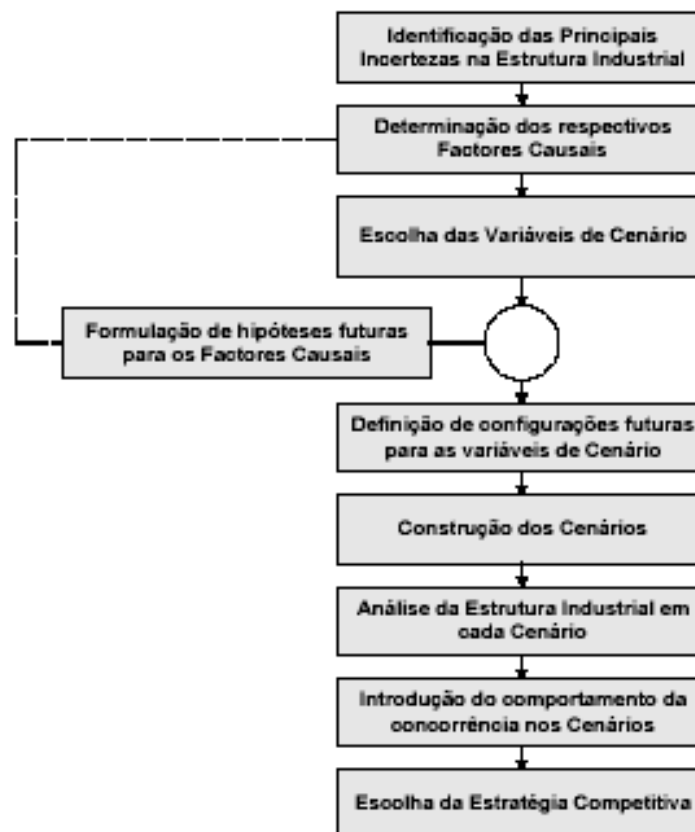 Identificação das Principais
Incertezas na Estrutura Industrial
Determinação dos respectivos
Factores Causais
Escolha das Variáveis de Cenário
Formulação de hipóteses futuras
para os Factores Causais
Definição de configurações futuras
para as variáveis de Cenário
Construção dos Cenários
Análise da Estrutura Industrial em
cada Cenário
Introdução do comportamento da
concorrência nos Cenários
Escolha da Estratégia Competitiva